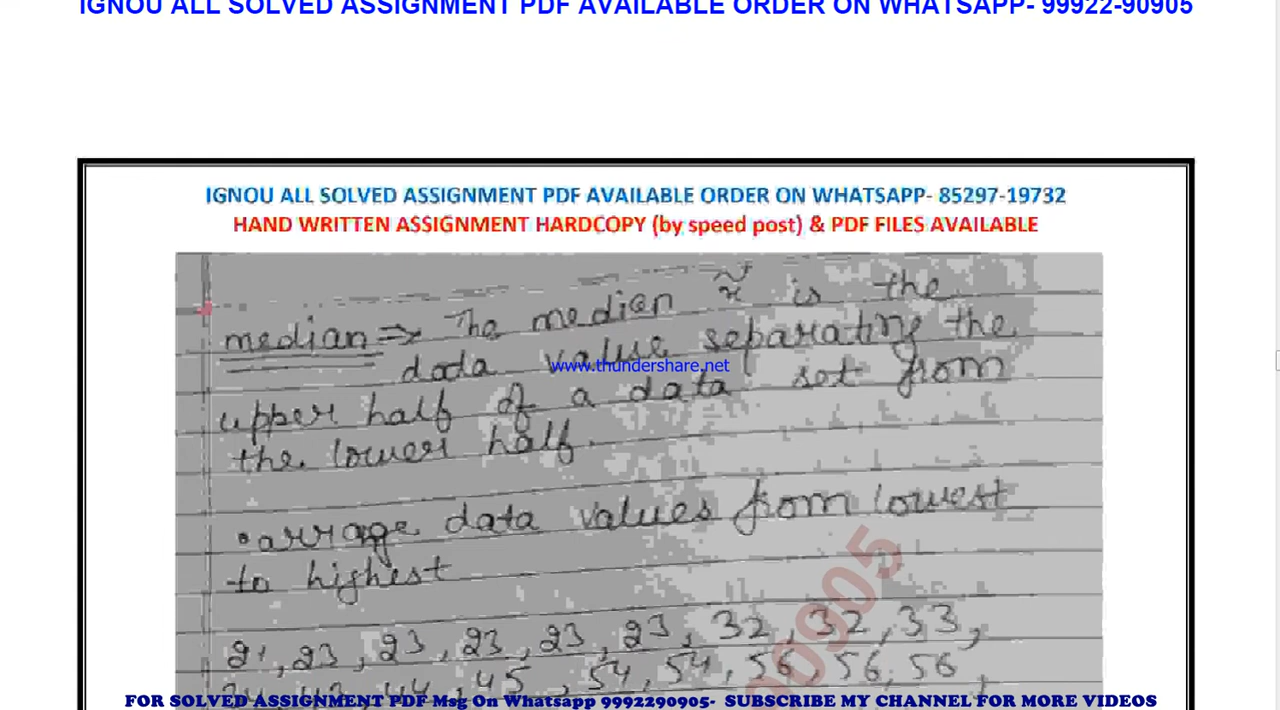 IGNOU ALL SOLVED ASSIGNMENT PDF AVAILABLE ORDER ON WHATSAPP- 99922-90905
IGNOU ALL SOLVED ASSIGNMENT PDF AVAILABLE ORDER ON WHATSAPP- 85297-19732
HAND WRITTEN ASSIGNMENT HARDCOPY (by speed post) & PDF FILES AVAILABLE
median => The median x̃ is the
data value separating the
www.thundershare.net
upper half of a data set from
the lower half.
• arrange data values from lowest
to highest
21, 23, 23, 23, 23, 23, 32, 32, 33,
45, 54, 54, 56, 56, 56,
0905
FOR SOLVED ASSIGNMENT PDF Msg On Whatsapp 9992290905- SUBSCRIBE MY CHANNEL FOR MORE VIDEOS